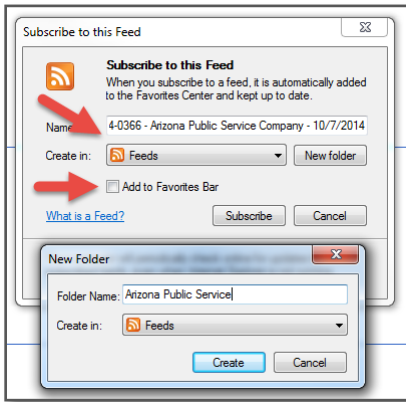 Subscribe to this Feed
Subscribe to this Feed
When you subscribe to a feed, it is automatically added
to the Favorites Center and kept up to date.
Name: 4-0366 - Arizona Public Service Company - 10/7/2014
Create in: Feeds New folder
Add to Favorites Bar
What is a Feed? Subscribe Cancel
New Folder
Folder Name: Arizona Public Service
Create in: Feeds
Create Cancel